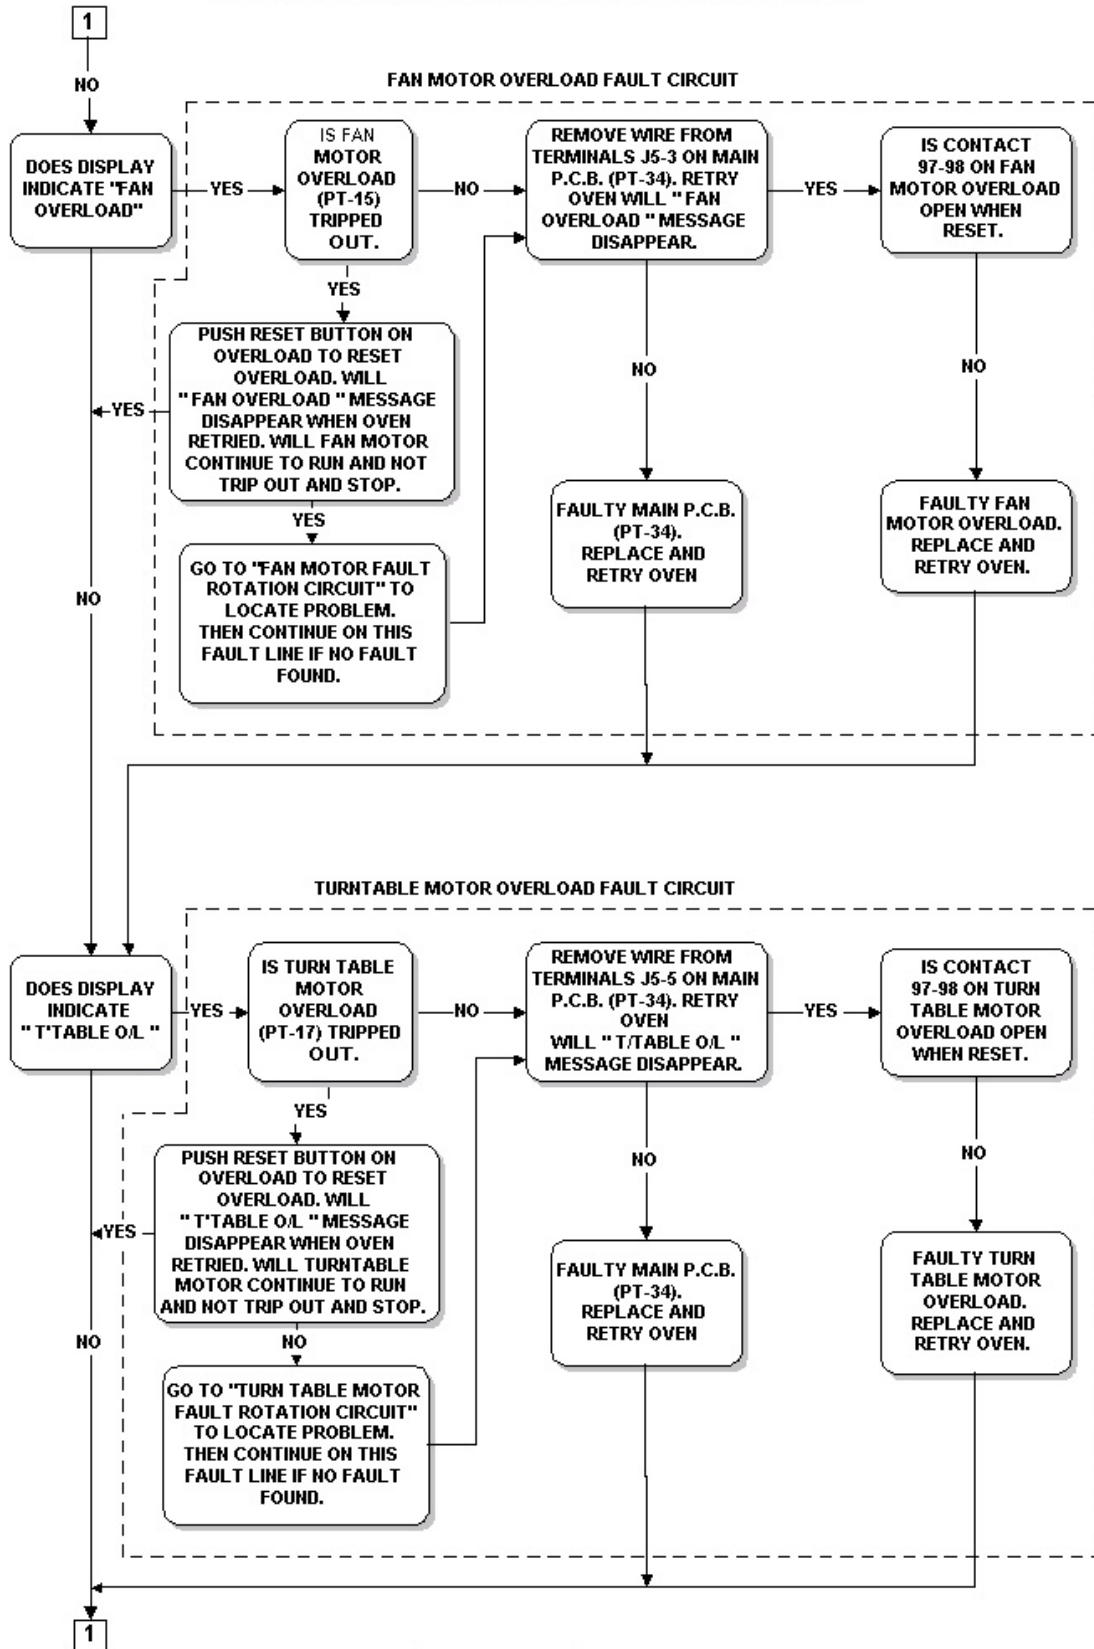 1
NO
FAN MOTOR OVERLOAD FAULT CIRCUIT
DOES DISPLAY
INDICATE "FAN
OVERLOAD"
YES
IS FAN
MOTOR
OVERLOAD
(PT-15)
TRIPPED
OUT.
NO
REMOVE WIRE FROM
TERMINALS J5-3 ON MAIN
P.C.B. (PT-34). RETRY
OVEN WILL " FAN
OVERLOAD " MESSAGE
DISAPPEAR.
YES
IS CONTACT
97-98 ON FAN
MOTOR OVERLOAD
OPEN WHEN
RESET.
YES
PUSH RESET BUTTON ON
OVERLOAD TO RESET
OVERLOAD. WILL
" FAN OVERLOAD " MESSAGE
DISAPPEAR WHEN OVEN
RETRIED. WILL FAN MOTOR
CONTINUE TO RUN AND NOT
TRIP OUT AND STOP.
YES
NO
NO
YES
FAULTY MAIN P.C.B.
(PT-34).
REPLACE AND
RETRY OVEN
FAULTY FAN
MOTOR OVERLOAD.
REPLACE AND
RETRY OVEN.
GO TO "FAN MOTOR FAULT
ROTATION CIRCUIT" TO
LOCATE PROBLEM.
THEN CONTINUE ON THIS
FAULT LINE IF NO FAULT
FOUND.
NO
TURNTABLE MOTOR OVERLOAD FAULT CIRCUIT
DOES DISPLAY
INDICATE
" T'TABLE O/L "
YES
IS TURN TABLE
MOTOR
OVERLOAD
(PT-17) TRIPPED
OUT.
NO
REMOVE WIRE FROM
TERMINALS J5-5 ON MAIN
P.C.B. (PT-34). RETRY
OVEN
WILL " T/TABLE O/L "
MESSAGE DISAPPEAR.
YES
IS CONTACT
97-98 ON TURN
TABLE MOTOR
OVERLOAD OPEN
WHEN RESET.
YES
PUSH RESET BUTTON ON
OVERLOAD TO RESET
OVERLOAD. WILL
" T'TABLE O/L " MESSAGE
DISAPPEAR WHEN OVEN
RETRIED. WILL TURNTABLE
MOTOR CONTINUE TO RUN
AND NOT TRIP OUT AND STOP.
YES
NO
NO
NO
FAULTY MAIN P.C.B.
(PT-34).
REPLACE AND
RETRY OVEN
FAULTY TURN
TABLE MOTOR
OVERLOAD.
REPLACE AND
RETRY OVEN.
NO
GO TO "TURN TABLE MOTOR
FAULT ROTATION CIRCUIT"
TO LOCATE PROBLEM.
THEN CONTINUE ON THIS
FAULT LINE IF NO FAULT
FOUND.
1